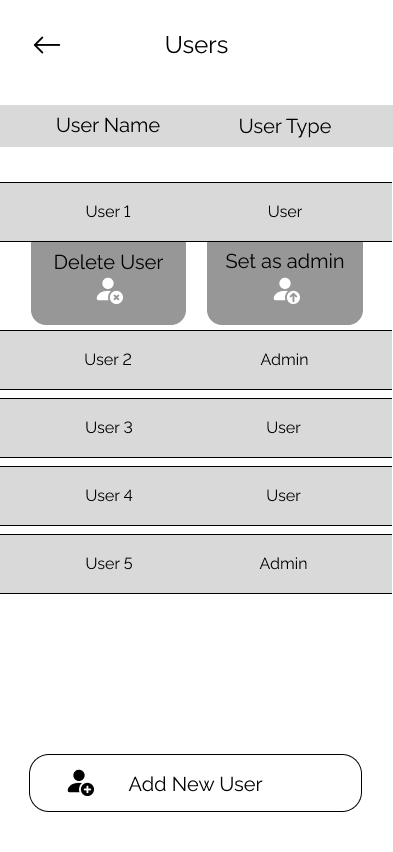 Users
User Name User Type
User 1 User
Delete User Set as admin
User 2 Admin
User 3 User
User 4 User
User 5 Admin
Add New User